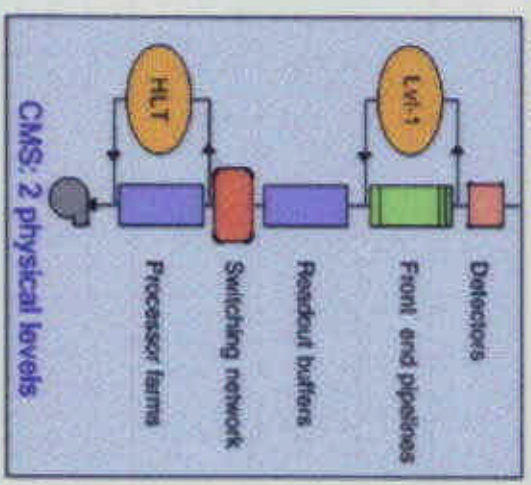 Detectors
Lvl-1
Front end pipelines
Readout buffers
Switching network
HLT
Processor farms
CMS: 2 physical levels